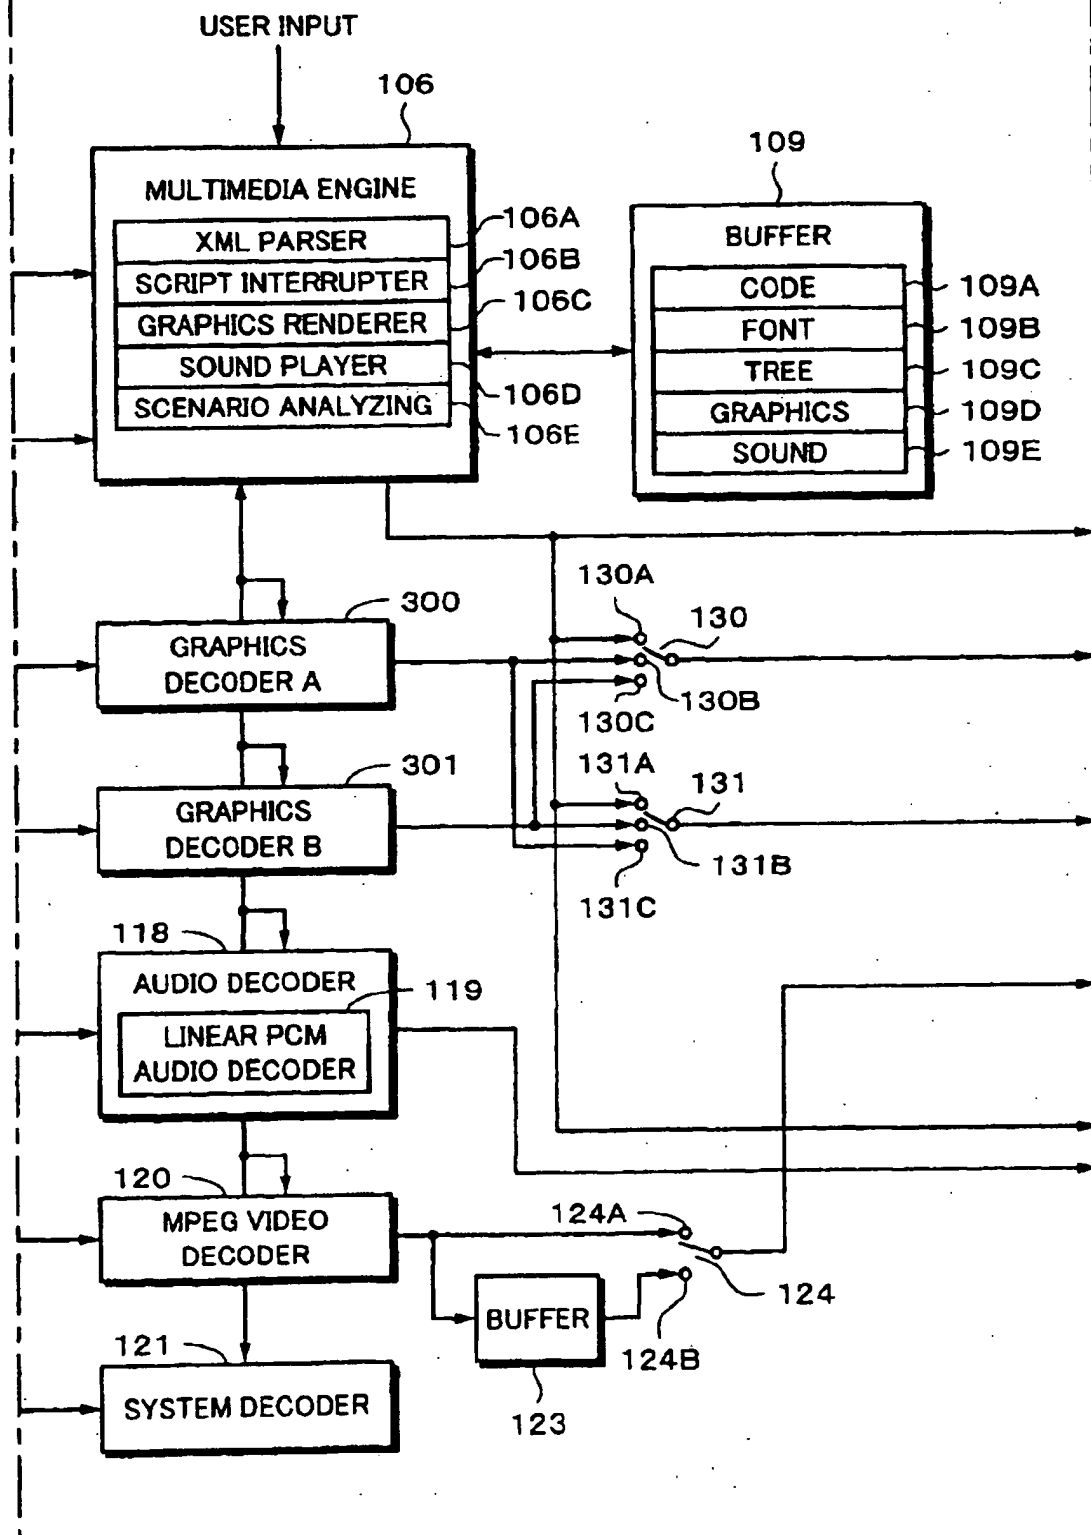 USER INPUT
106
MULTIMEDIA ENGINE
XML PARSER
106A
SCRIPT INTERRUPTER
106B
GRAPHICS RENDERER
106C
SOUND PLAYER
106D
SCENARIO ANALYZING
106E
109
BUFFER
CODE
109A
FONT
109B
TREE
109C
GRAPHICS
109D
SOUND
109E
300
GRAPHICS
DECODER A
130A
130
130B
130C
301
GRAPHICS
DECODER B
131A
131
131B
131C
118
AUDIO DECODER
119
LINEAR PCM
AUDIO DECODER
120
MPEG VIDEO
DECODER
124A
124
124B
BUFFER
123
121
SYSTEM DECODER